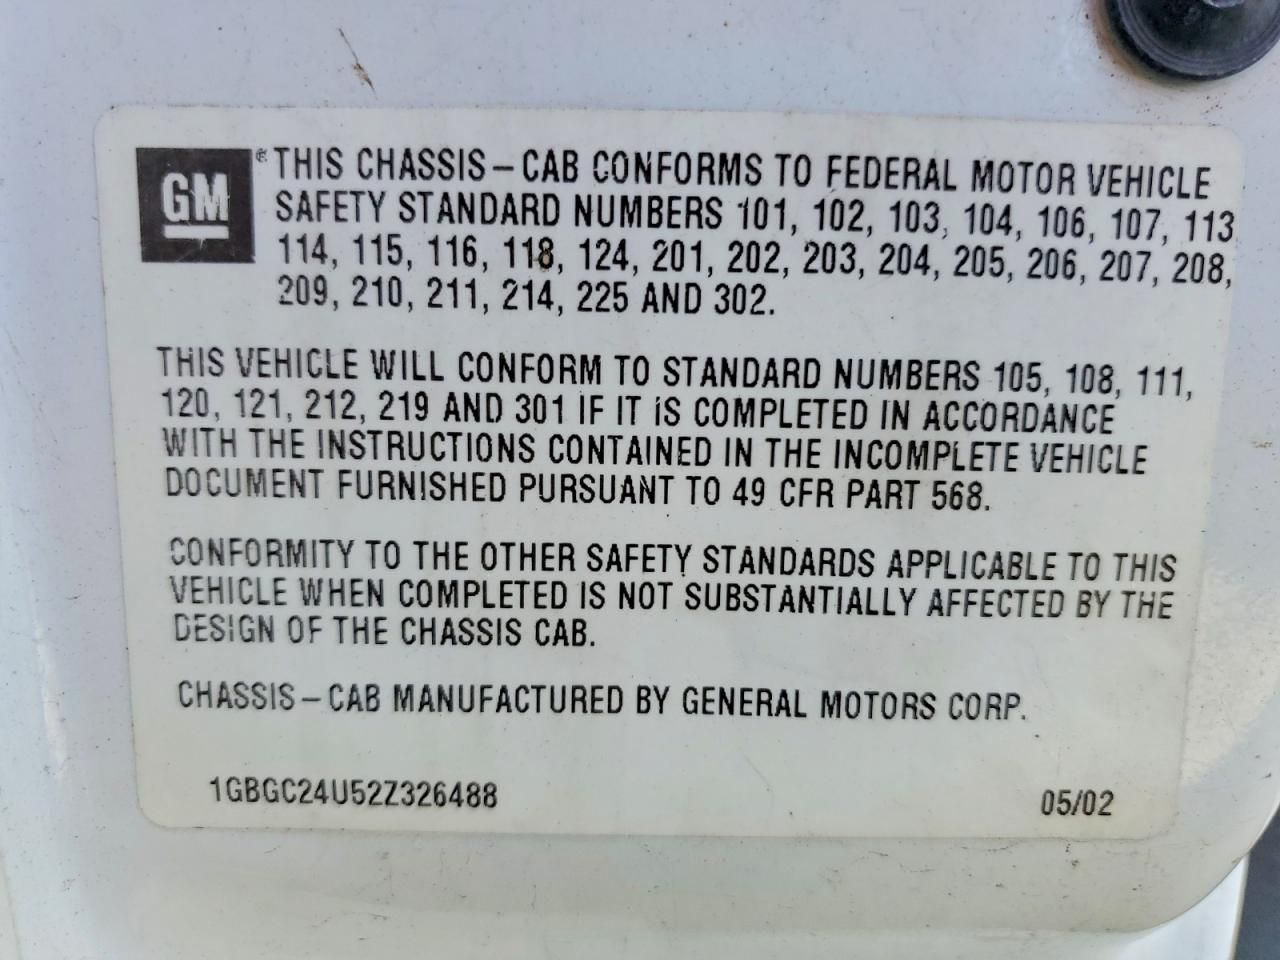 GM ® THIS CHASSIS-CAB CONFORMS TO FEDERAL MOTOR VEHICLE
SAFETY STANDARD NUMBERS 101, 102, 103, 104, 106, 107, 113
114, 115, 116, 118, 124, 201, 202, 203, 204, 205, 206, 207, 208,
209, 210, 211, 214, 225 AND 302.
THIS VEHICLE WILL CONFORM TO STANDARD NUMBERS 105, 108, 111,
120, 121, 212, 219 AND 301 IF IT IS COMPLETED IN ACCORDANCE
WITH THE INSTRUCTIONS CONTAINED IN THE INCOMPLETE VEHICLE
DOCUMENT FURNISHED PURSUANT TO 49 CFR PART 568.
CONFORMITY TO THE OTHER SAFETY STANDARDS APPLICABLE TO THIS
VEHICLE WHEN COMPLETED IS NOT SUBSTANTIALLY AFFECTED BY THE
DESIGN OF THE CHASSIS CAB.
CHASSIS-CAB MANUFACTURED BY GENERAL MOTORS CORP.
1GBGC24U52Z326488 05/02